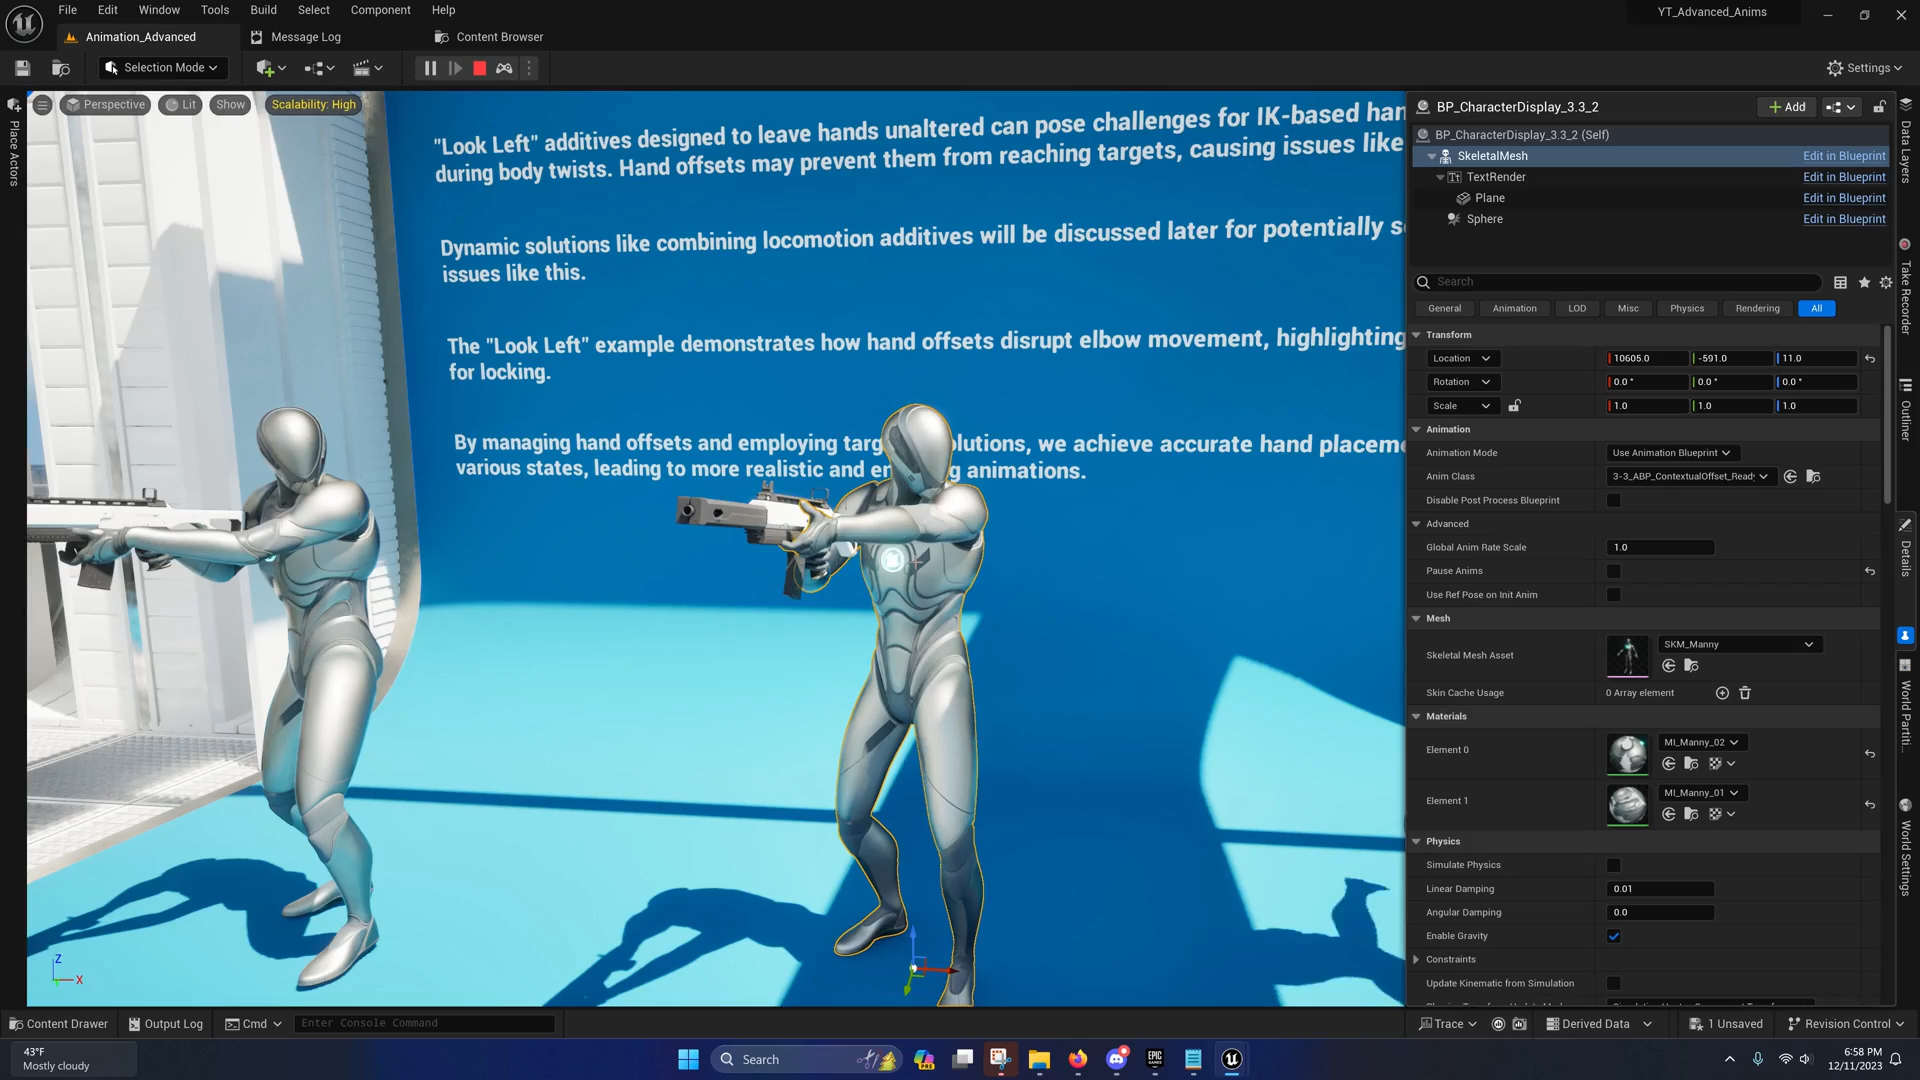 File Edit Window Tools Build Select Actor Component Help
YT_Advanced_Anims
Animation_Advanced
Message Log
Content Browser
Selection Mode
Settings
Perspective
Lit
Show
Scalability: High
Place Actors
"Look Left" additives designed to leave hands unaltered can pose challenges for IK-based han
during body twists. Hand offsets may prevent them from reaching targets, causing issues like
Dynamic solutions like combining locomotion additives will be discussed later for potentially s
issues like this.
The "Look Left" example demonstrates how hand offsets disrupt elbow movement, highlighting
for locking.
By managing hand offsets and employing targ olutions, we achieve accurate hand placeme
various states, leading to more realistic and en g animations.
Z
X
BP_CharacterDisplay_3.3_2
Add
BP_CharacterDisplay_3.3_2 (Self)
SkeletalMesh Edit in Blueprint
TextRender Edit in Blueprint
Plane Edit in Blueprint
Sphere Edit in Blueprint
Search
General Animation LOD Misc Physics Rendering All
Transform
Location 10605.0 -591.0 11.0
Rotation 0.0 ° 0.0 ° 0.0 °
Scale 1.0 1.0 1.0
Animation
Animation Mode Use Animation Blueprint
Anim Class 3-3_ABP_ContextualOffset_Ready
Disable Post Process Blueprint
Advanced
Global Anim Rate Scale 1.0
Pause Anims
Use Ref Pose on Init Anim
Mesh
Skeletal Mesh Asset SKM_Manny
Skin Cache Usage 0 Array element
Materials
Element 0 MI_Manny_02
Element 1 MI_Manny_01
Physics
Simulate Physics
Linear Damping 0.01
Angular Damping 0.0
Enable Gravity
Constraints
Update Kinematic from Simulation
Data Layers
Take Recorder
Outliner
Details
World Partiti...
World Settings
Content Drawer
Output Log
Cmd
Enter Console Command
Trace
Derived Data
1 Unsaved
Revision Control
43°F
Mostly cloudy
Search
PRE
EPIC GAMES
6:58 PM
12/11/2023